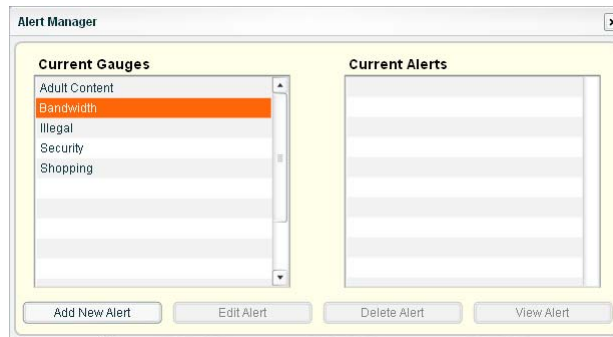 Alert Manager
Current Gauges
Adult Content
Bandwidth
Illegal
Security
Shopping
Current Alerts
Add New Alert
Edit Alert
Delete Alert
View Alert